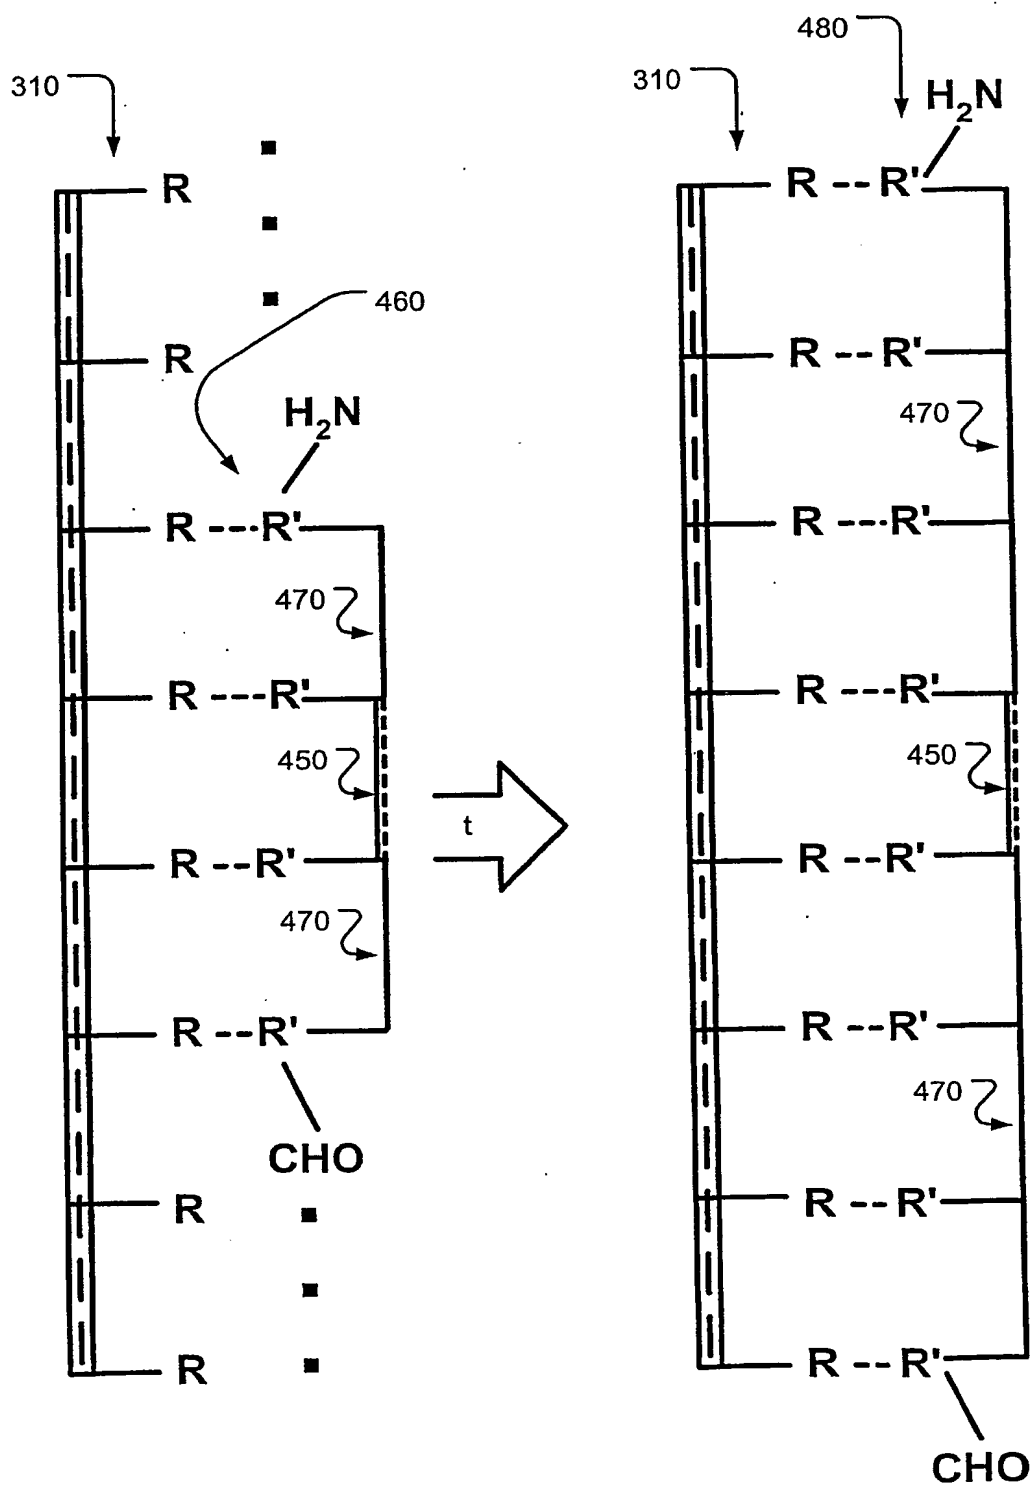 310
R
R
460
H₂N
R ---R'
470
R ---R'
450
R --R'
470
R --R'
CHO
R
R
t
480
310
H₂N
R --R'
R --R'
470
R ---R'
R ---R'
450
R --R'
R --R'
470
R --R'
R --R'
CHO